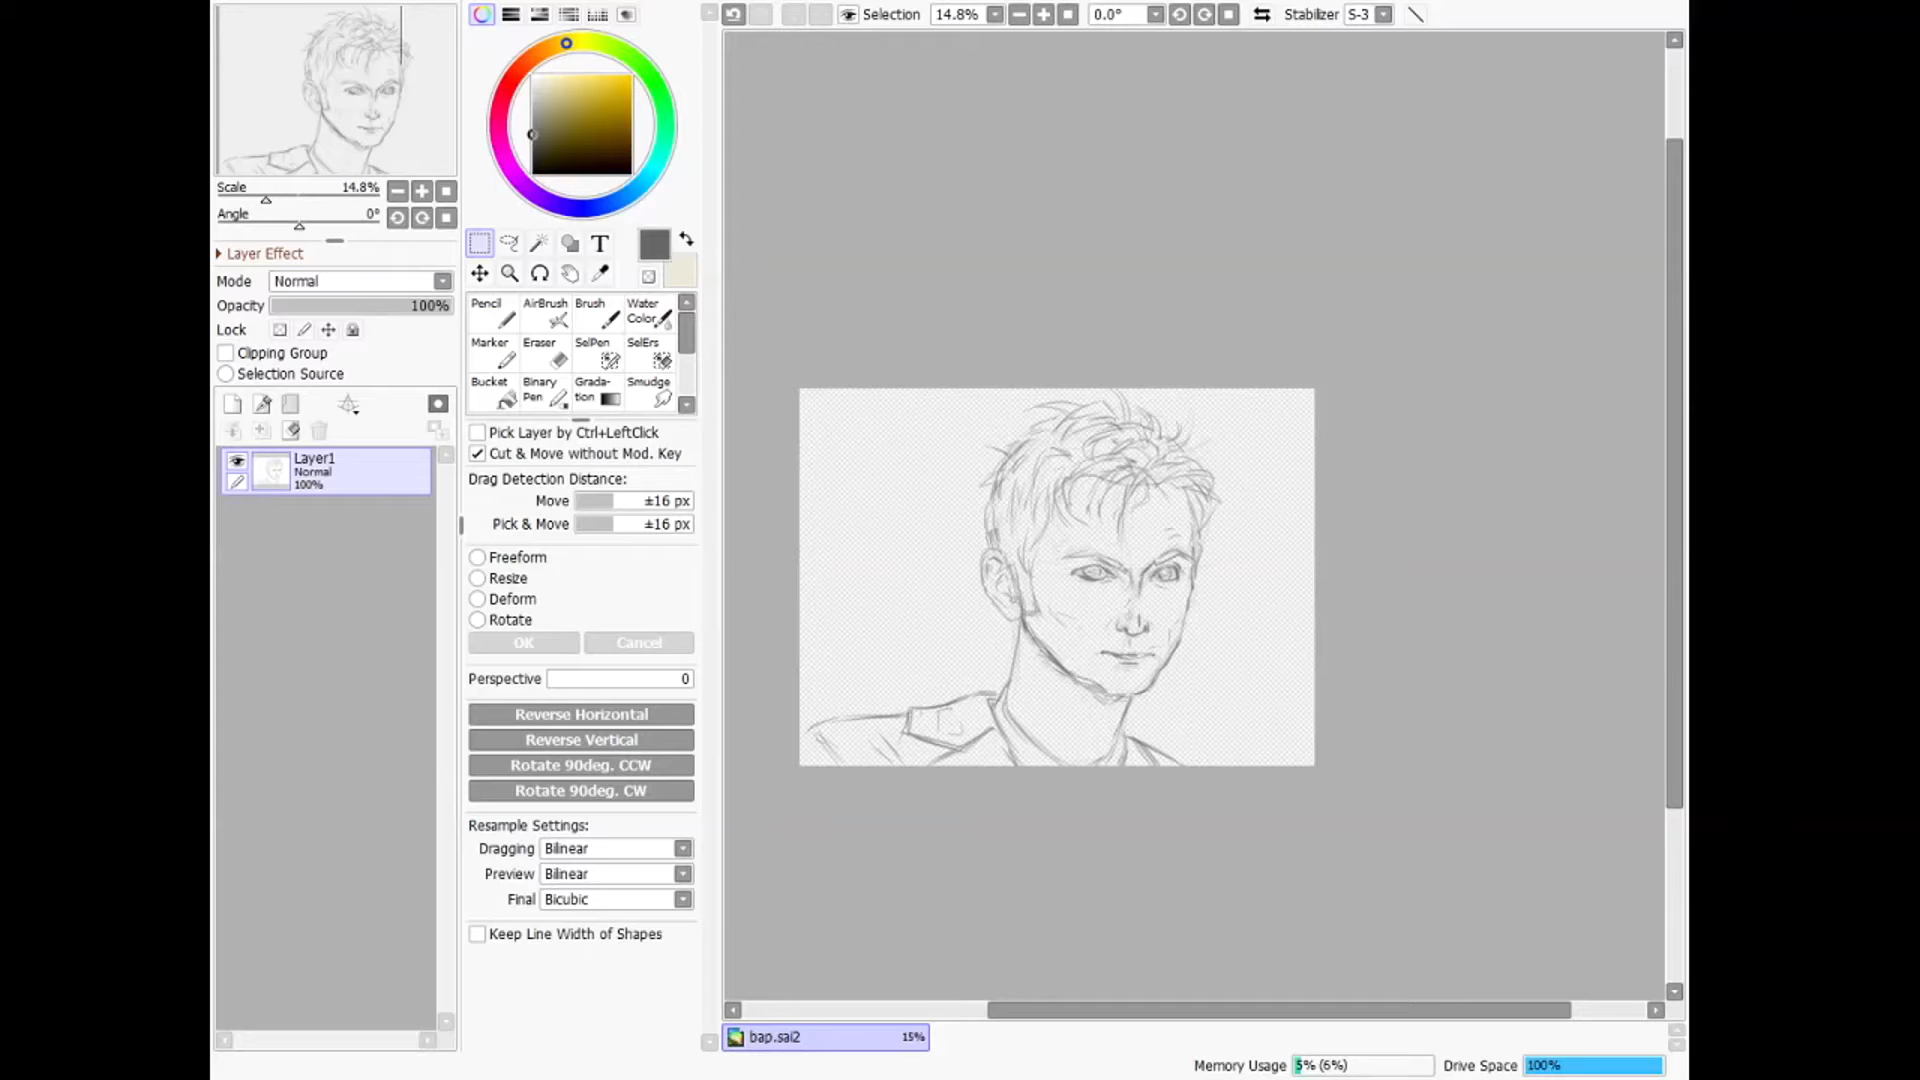 Selection 14.8% 0.0° Stabilizer S-3
Scale 14.8%
Angle 0°
Layer Effect
Mode Normal
Opacity 100%
Lock
Clipping Group
Selection Source
Layer1
Normal
100%
T
Pencil AirBrush Brush Water Color
Marker Eraser SelPen SelErs
Bucket Binary Pen Grada-tion Smudge
Pick Layer by Ctrl+LeftClick
Cut & Move without Mod. Key
Drag Detection Distance:
Move ±16 px
Pick & Move ±16 px
Freeform
Resize
Deform
Rotate
OK Cancel
Perspective 0
Reverse Horizontal
Reverse Vertical
Rotate 90deg. CCW
Rotate 90deg. CW
Resample Settings:
Dragging Bilinear
Preview Bilinear
Final Bicubic
Keep Line Width of Shapes
bap.sai2 15%
Memory Usage 5% (6%) Drive Space 100%